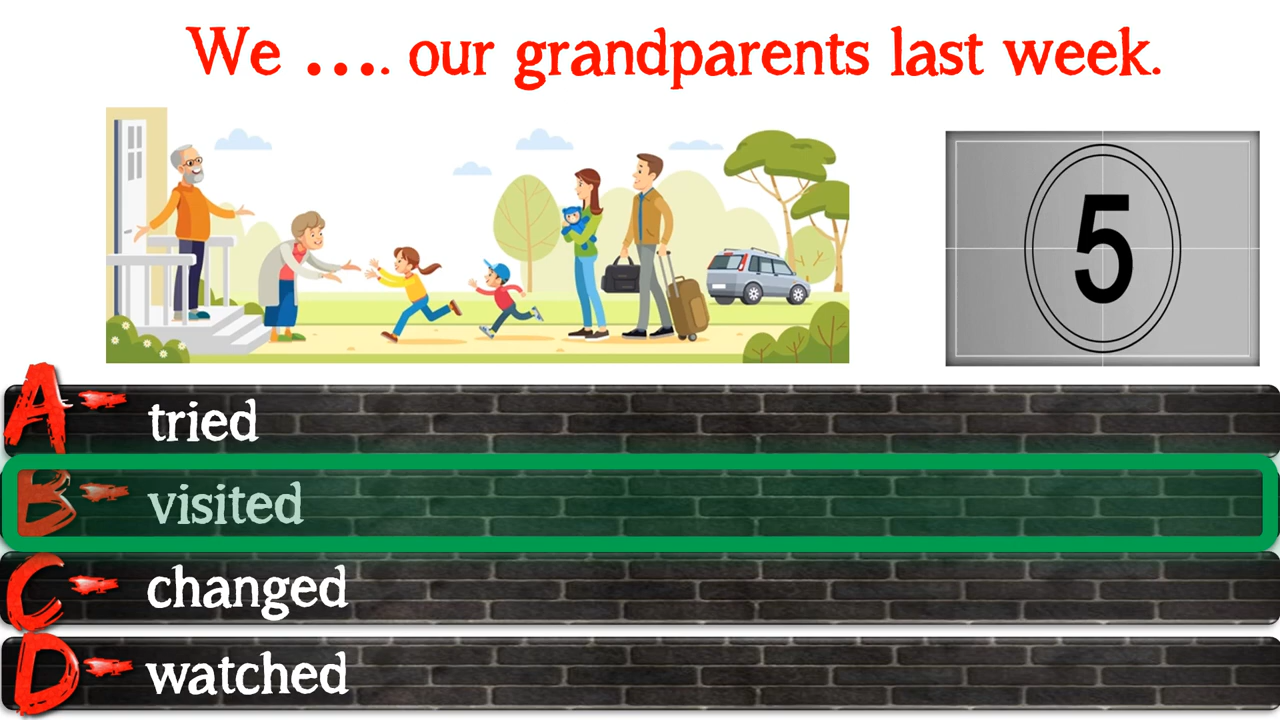 We .... our grandparents last week.
5
A- tried
B- visited
C- changed
D- watched